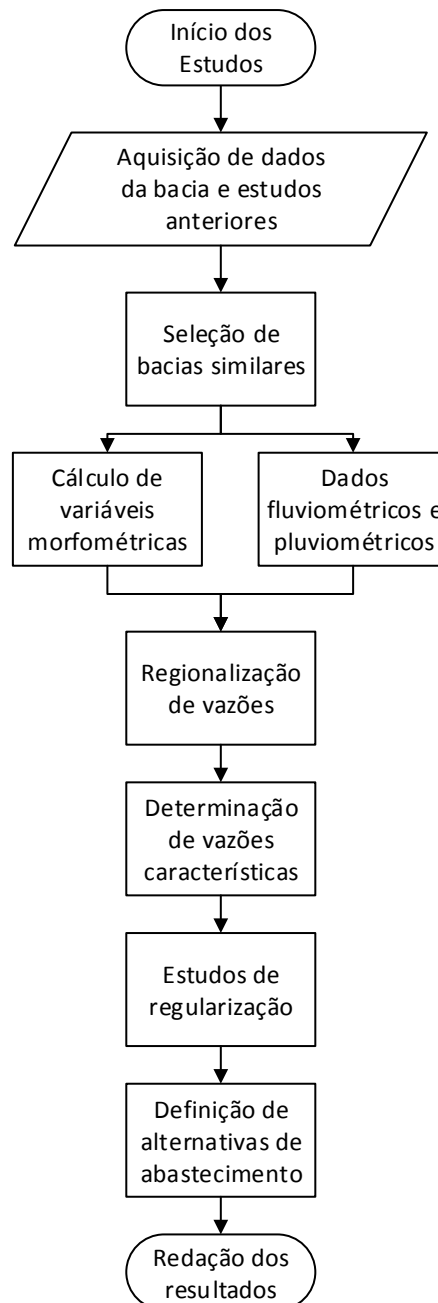 Início dos
Estudos
Aquisição de dados
da bacia e estudos
anteriores
Seleção de
bacias similares
Cálculo de
variáveis
morfométricas
Dados
fluviométricos e
pluviométricos
Regionalização
de vazões
Determinação
de vazões
característícas
Estudos de
regularização
Definição de
alternativas de
abastecimento
Redação dos
resultados